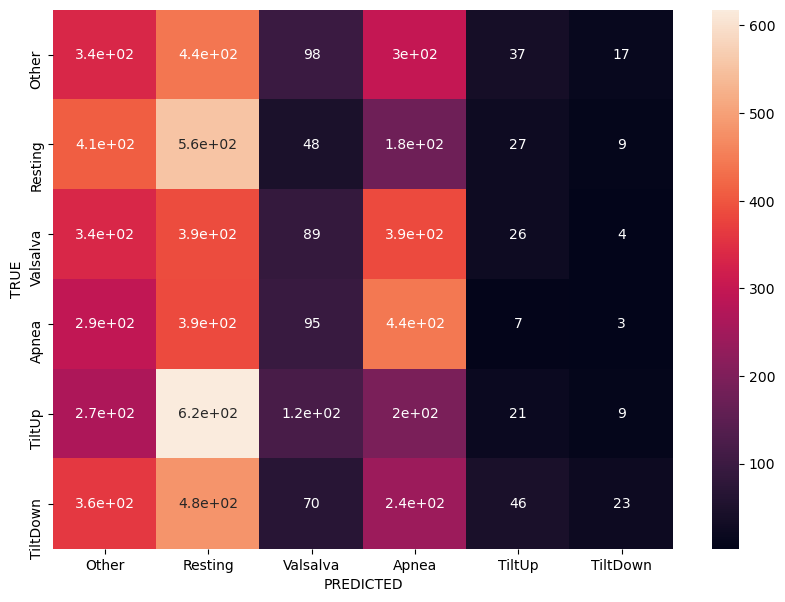 Other 3.4e+02 4.4e+02 98 3e+02 37 17
Resting 4.1e+02 5.6e+02 48 1.8e+02 27 9
Valsalva 3.4e+02 3.9e+02 89 3.9e+02 26 4
Apnea 2.9e+02 3.9e+02 95 4.4e+02 7 3
TiltUp 2.7e+02 6.2e+02 1.2e+02 2e+02 21 9
TiltDown 3.6e+02 4.8e+02 70 2.4e+02 46 23
TRUE
Other Resting Valsalva Apnea TiltUp TiltDown
PREDICTED
600
500
400
300
200
100